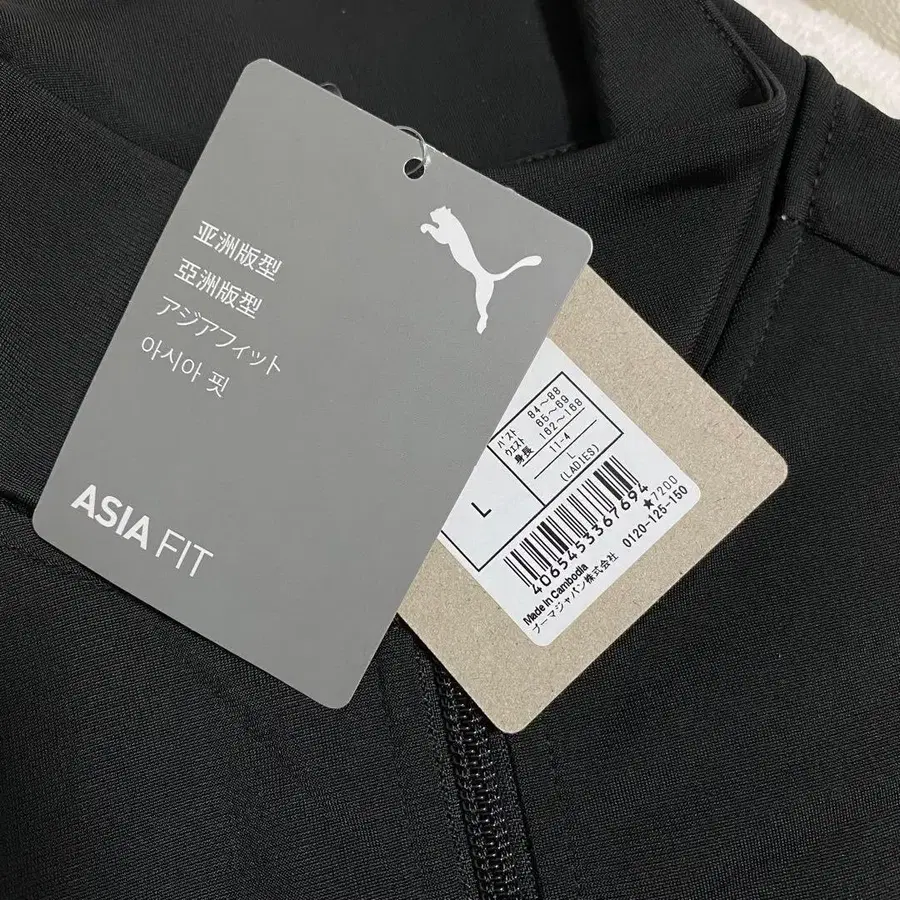 亚洲版型
亞洲版型
アジアフィット
아시아 핏
ASIA FIT
L
バスト 84~88
ウエスト 65~69
身長 162~168
11-4
L
(LADIES)
4065453367694
★7200
Made in Cambodia
プーマジャパン株式会社 0120-125-150